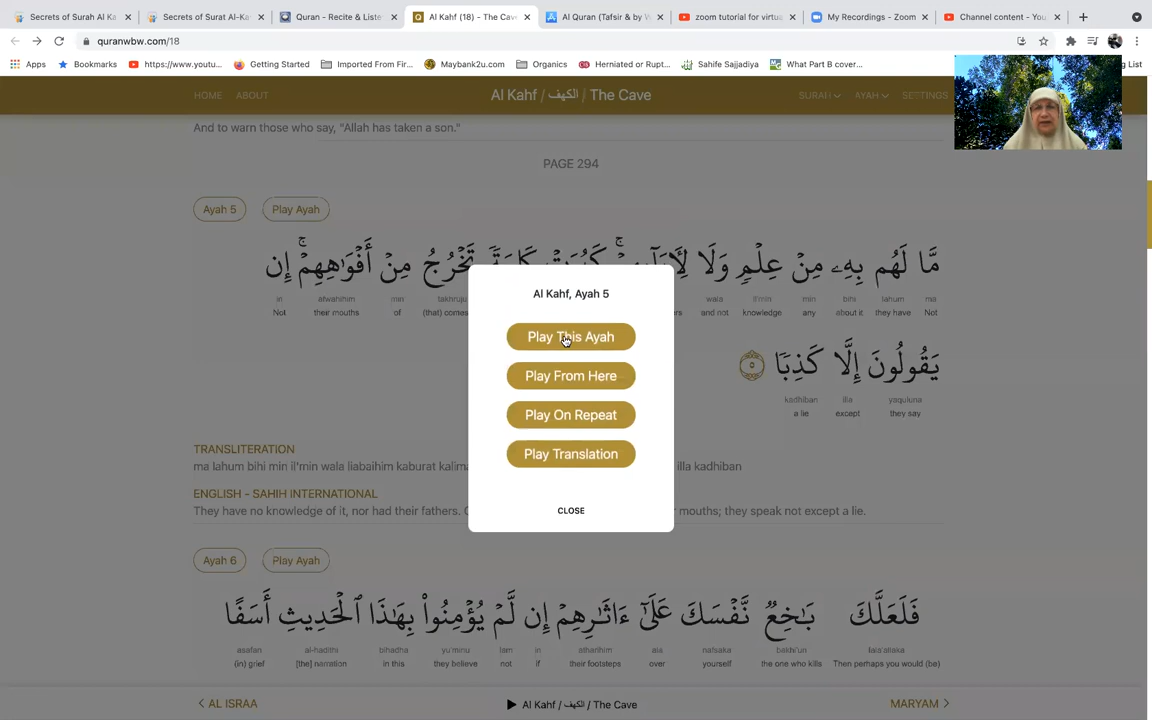 Secrets of Surah Al Ka
Secrets of Surat Al-Ka
Quran - Recite & Liste
Al Kahf (18) - The Cav
Al Quran (Tafsir & by W
zoom tutorial for virtua
My Recordings - Zoom
Channel content - You
quranwbw.com/18
Apps
Bookmarks
https://www.youtu...
Getting Started
Imported From Fir...
Maybank2u.com
Organics
Herniated or Rupt...
Sahife Sajjadiya
What Part B cover...
List
HOME
ABOUT
Al Kahf / الكهف / The Cave
SURAH
AYAH
SETTINGS
And to warn those who say, "Allah has taken a son."
PAGE 294
Ayah 5
Play Ayah
مَّا لَهُم بِهِۦ مِنْ عِلْمٍ وَلَا لِـَٔابَآئِهِمْ ۚ كَبُرَتْ كَلِمَةً تَخْرُجُ مِنْ أَفْوَٰهِهِمْ ۚ إِن
in afwahihim min takhruju il'min bihi lahum ma
Not their mouths of (that) comes and not knowledge any about it they have Not
يَقُولُونَ إِلَّا كَذِبًا ٥
kadhiban illa yaquluna
a lie except they say
Al Kahf, Ayah 5
Play This Ayah
Play From Here
Play On Repeat
Play Translation
CLOSE
TRANSLITERATION
ma lahum bihi min il'min wala liabaihim kaburat kalima illa kadhiban
ENGLISH - SAHIH INTERNATIONAL
They have no knowledge of it, nor had their fathers. r mouths; they speak not except a lie.
Ayah 6
Play Ayah
فَلَعَلَّكَ بَـٰخِعٌ نَّفْسَكَ عَلَىٰٓ ءَاثَـٰرِهِمْ إِن لَّمْ يُؤْمِنُوا۟ بِهَـٰذَا ٱلْحَدِيثِ أَسَفًا
asafan al-hadithi bihadha yu'minu lam in atharihim ala nafsaka bakhi'un fala'allaka
(in) grief [the] narration in this they believe not if their footsteps over yourself the one who kills Then perhaps you would (be)
AL ISRAA
Al Kahf / الكهف / The Cave
MARYAM